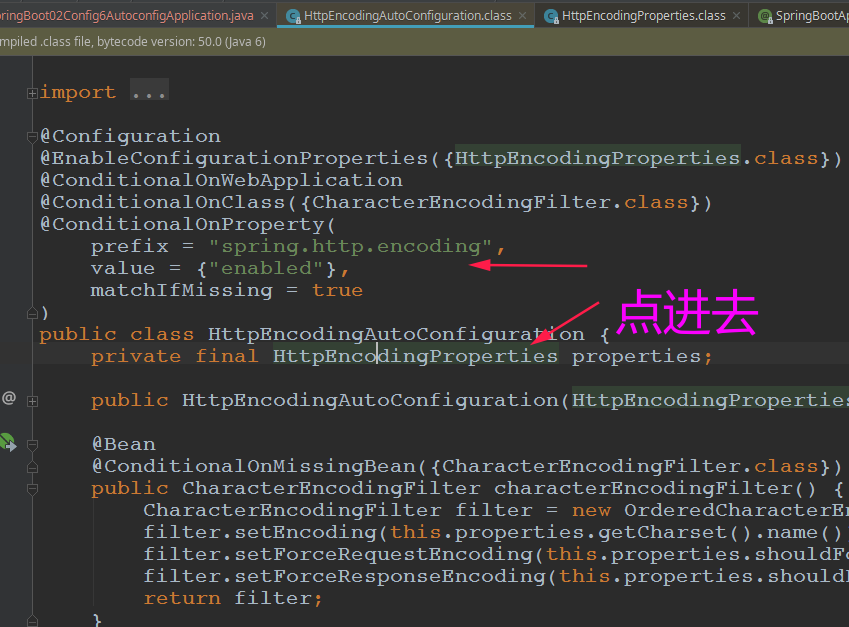 ringBoot02Config6AutoconfigApplication.java × HttpEncodingAutoConfiguration.class × HttpEncodingProperties.class × SpringBootAp
mpiled .class file, bytecode version: 50.0 (Java 6)
import ...
@Configuration
@EnableConfigurationProperties({HttpEncodingProperties.class})
@ConditionalOnWebApplication
@ConditionalOnClass({CharacterEncodingFilter.class})
@ConditionalOnProperty(
prefix = "spring.http.encoding",
value = {"enabled"},
matchIfMissing = true
)
点进去
public class HttpEncodingAutoConfiguration {
private final HttpEncodingProperties properties;
public HttpEncodingAutoConfiguration(HttpEncodingProperties
@Bean
@ConditionalOnMissingBean({CharacterEncodingFilter.class})
public CharacterEncodingFilter characterEncodingFilter() {
CharacterEncodingFilter filter = new OrderedCharacterEn
filter.setEncoding(this.properties.getCharset().name()
filter.setForceRequestEncoding(this.properties.shouldFo
filter.setForceResponseEncoding(this.properties.should
return filter;
}